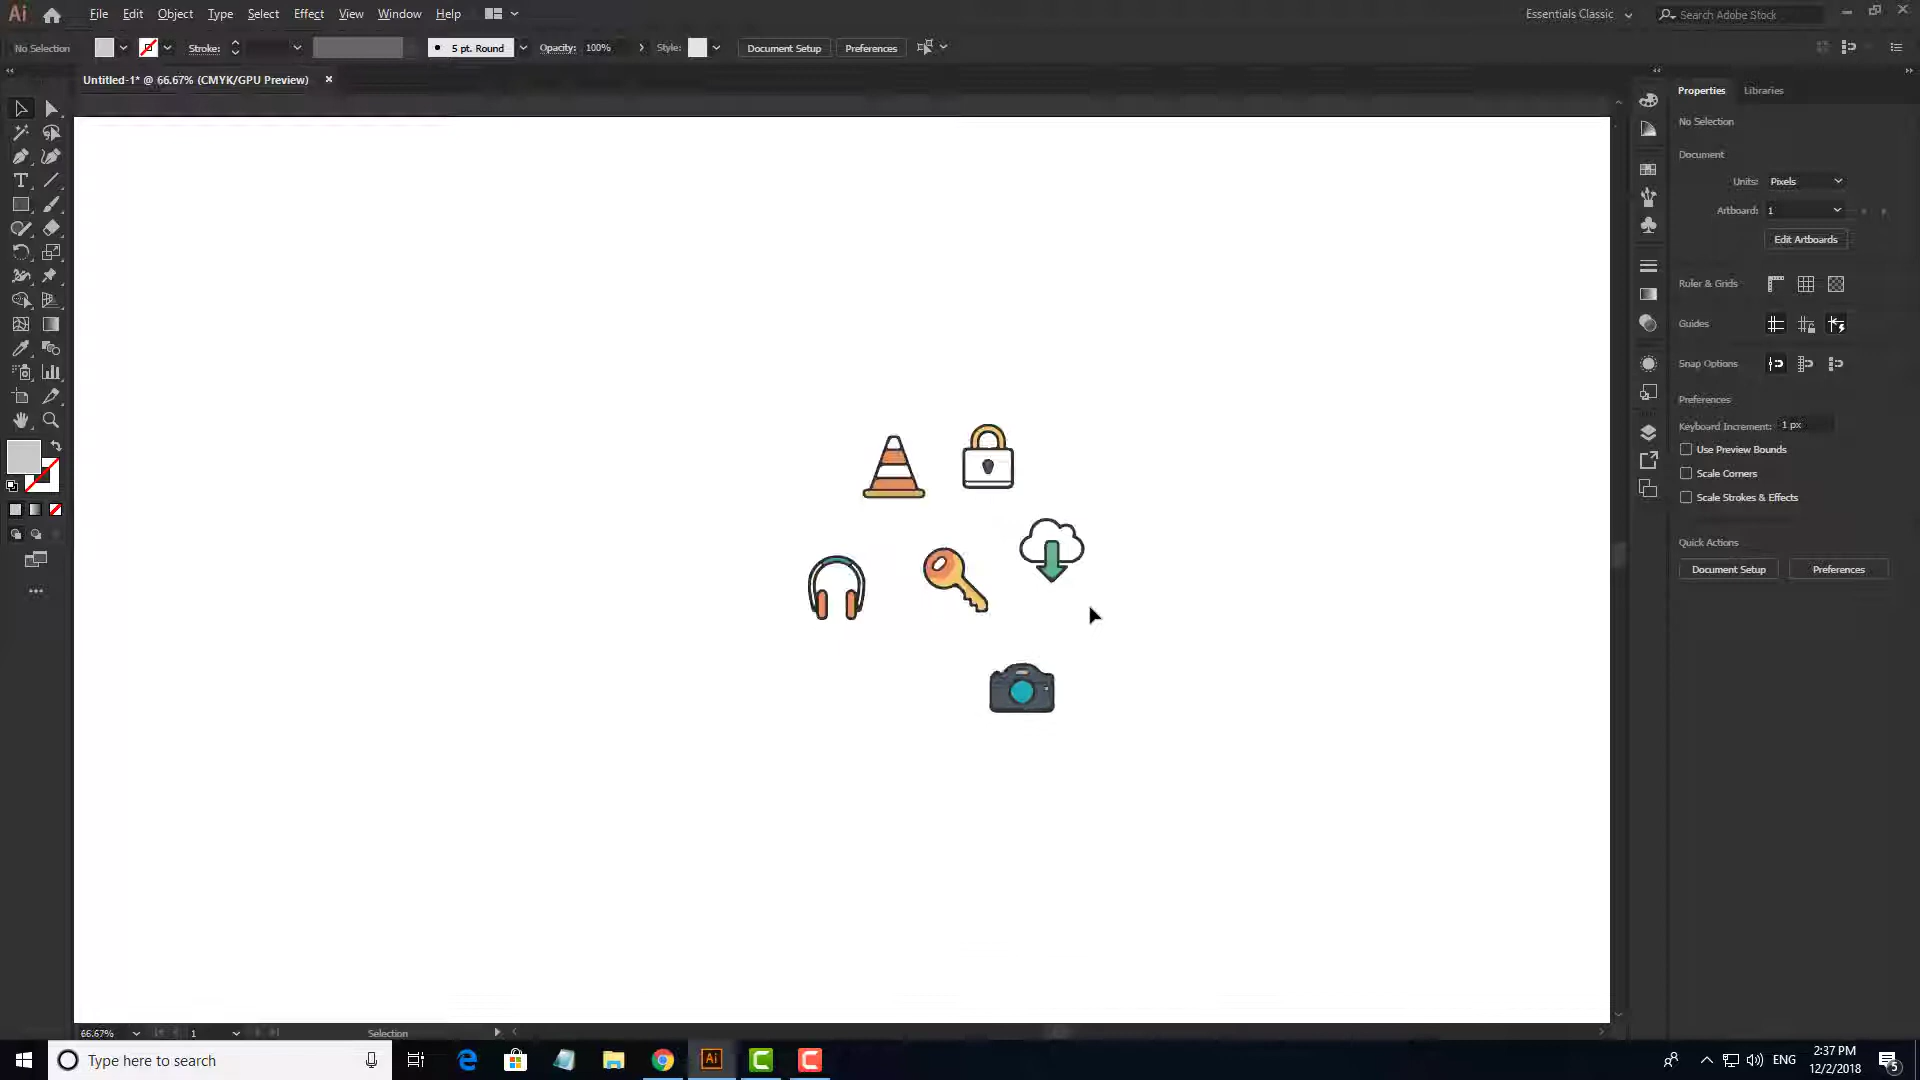 Ai File Edit Object Type Select Effect View Window Help Essentials Classic Search Adobe Stock
No Selection Stroke: 5 pt. Round Opacity: 100% Style: Document Setup Preferences
Untitled-1* @ 66.67% (CMYK/GPU Preview)
Properties Libraries
No Selection
Document
Units: Pixels
Artboard: 1
Edit Artboards
Ruler & Grids
Guides
Snap Options
Preferences
Keyboard Increment: 1 px
Use Preview Bounds
Scale Corners
Scale Strokes & Effects
Quick Actions
Document Setup Preferences
66.67% 1 Selection
Type here to search
Ai
ENG
2:37 PM
12/2/2018
5